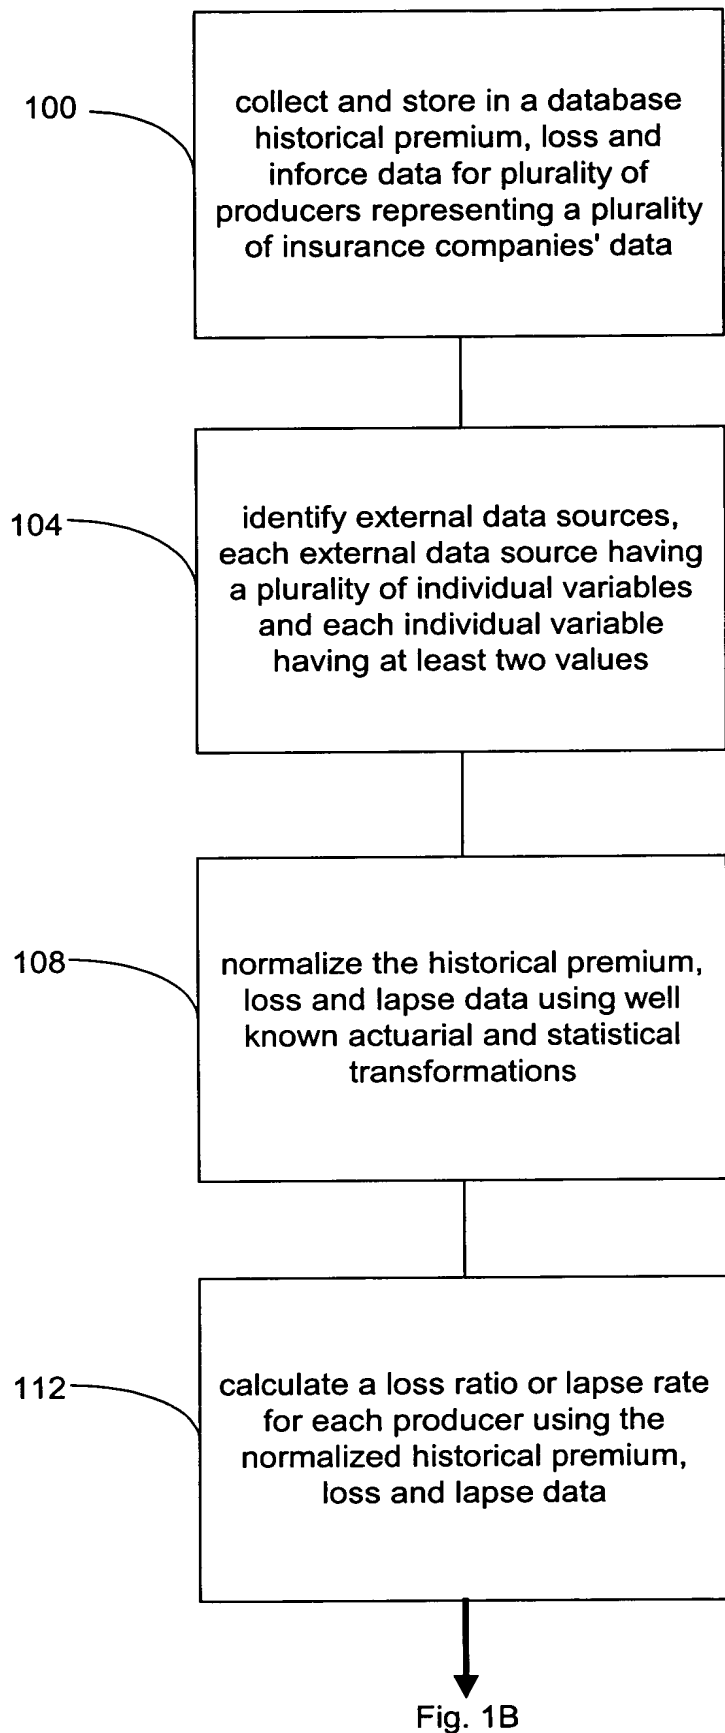 100
collect and store in a database
historical premium, loss and
inforce data for plurality of
producers representing a plurality
of insurance companies' data
104
identify external data sources,
each external data source having
a plurality of individual variables
and each individual variable
having at least two values
108
normalize the historical premium,
loss and lapse data using well
known actuarial and statistical
transformations
112
calculate a loss ratio or lapse rate
for each producer using the
normalized historical premium,
loss and lapse data
Fig. 1B